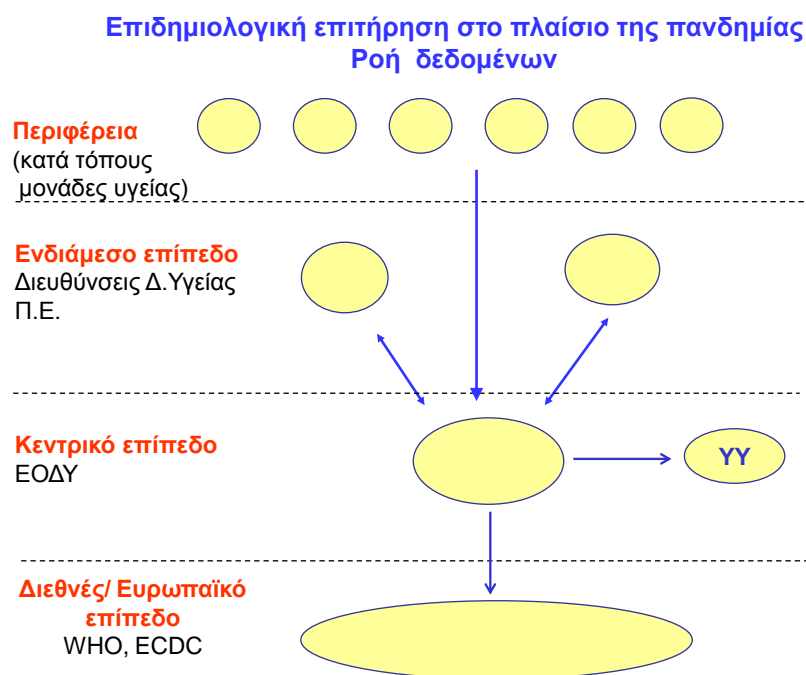 Επιδημιολογική επιτήρηση στο πλαίσιο της πανδημίας
Ροή δεδομένων
Περιφέρεια
(κατά τόπους
μονάδες υγείας)
Ενδιάμεσο επίπεδο
Διευθύνσεις Δ.Υγείας
Π.Ε.
Κεντρικό επίπεδο
ΕΟΔΥ
ΥΥ
Διεθνές/ Ευρωπαϊκό
επίπεδο
WHO, ECDC